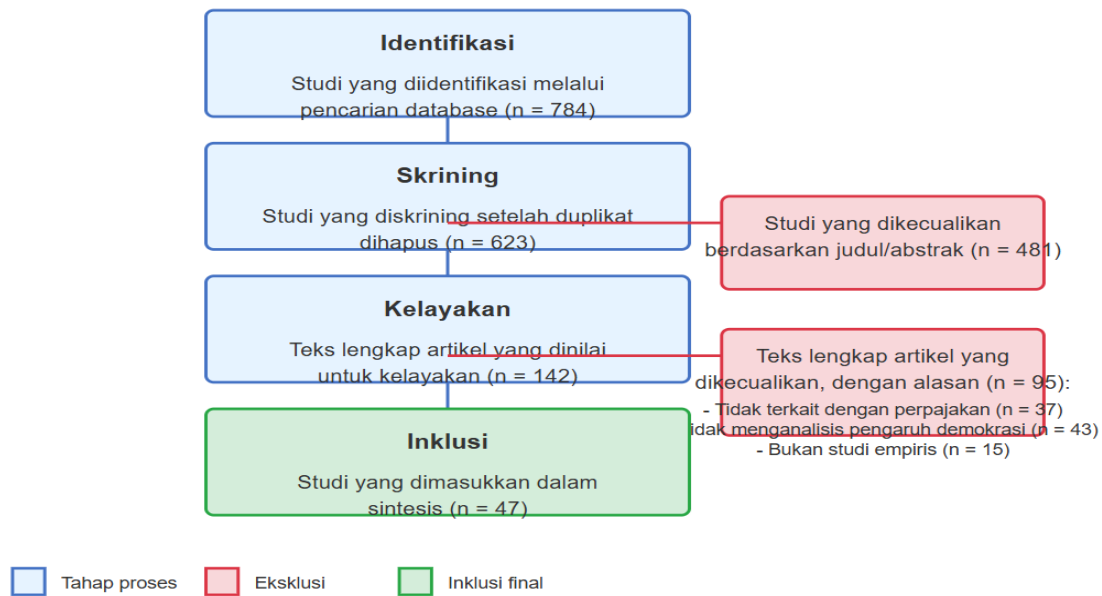 Identifikasi
Studi yang diidentifikasi melalui
pencarian database (n = 784)
Skrining
Studi yang diskrining setelah duplikat
dihapus (n = 623)
Studi yang dikecualikan
berdasarkan judul/abstrak (n = 481)
Kelayakan
Teks lengkap artikel yang dinilai
untuk kelayakan (n = 142)
Teks lengkap artikel yang
dikecualikan, dengan alasan (n = 95):
- Tidak terkait dengan perpajakan (n = 37)
idak menganalisis pengaruh demokrasi (n = 43)
- Bukan studi empiris (n = 15)
Inklusi
Studi yang dimasukkan dalam
sintesis (n = 47)
Tahap proses
Eksklusi
Inklusi final